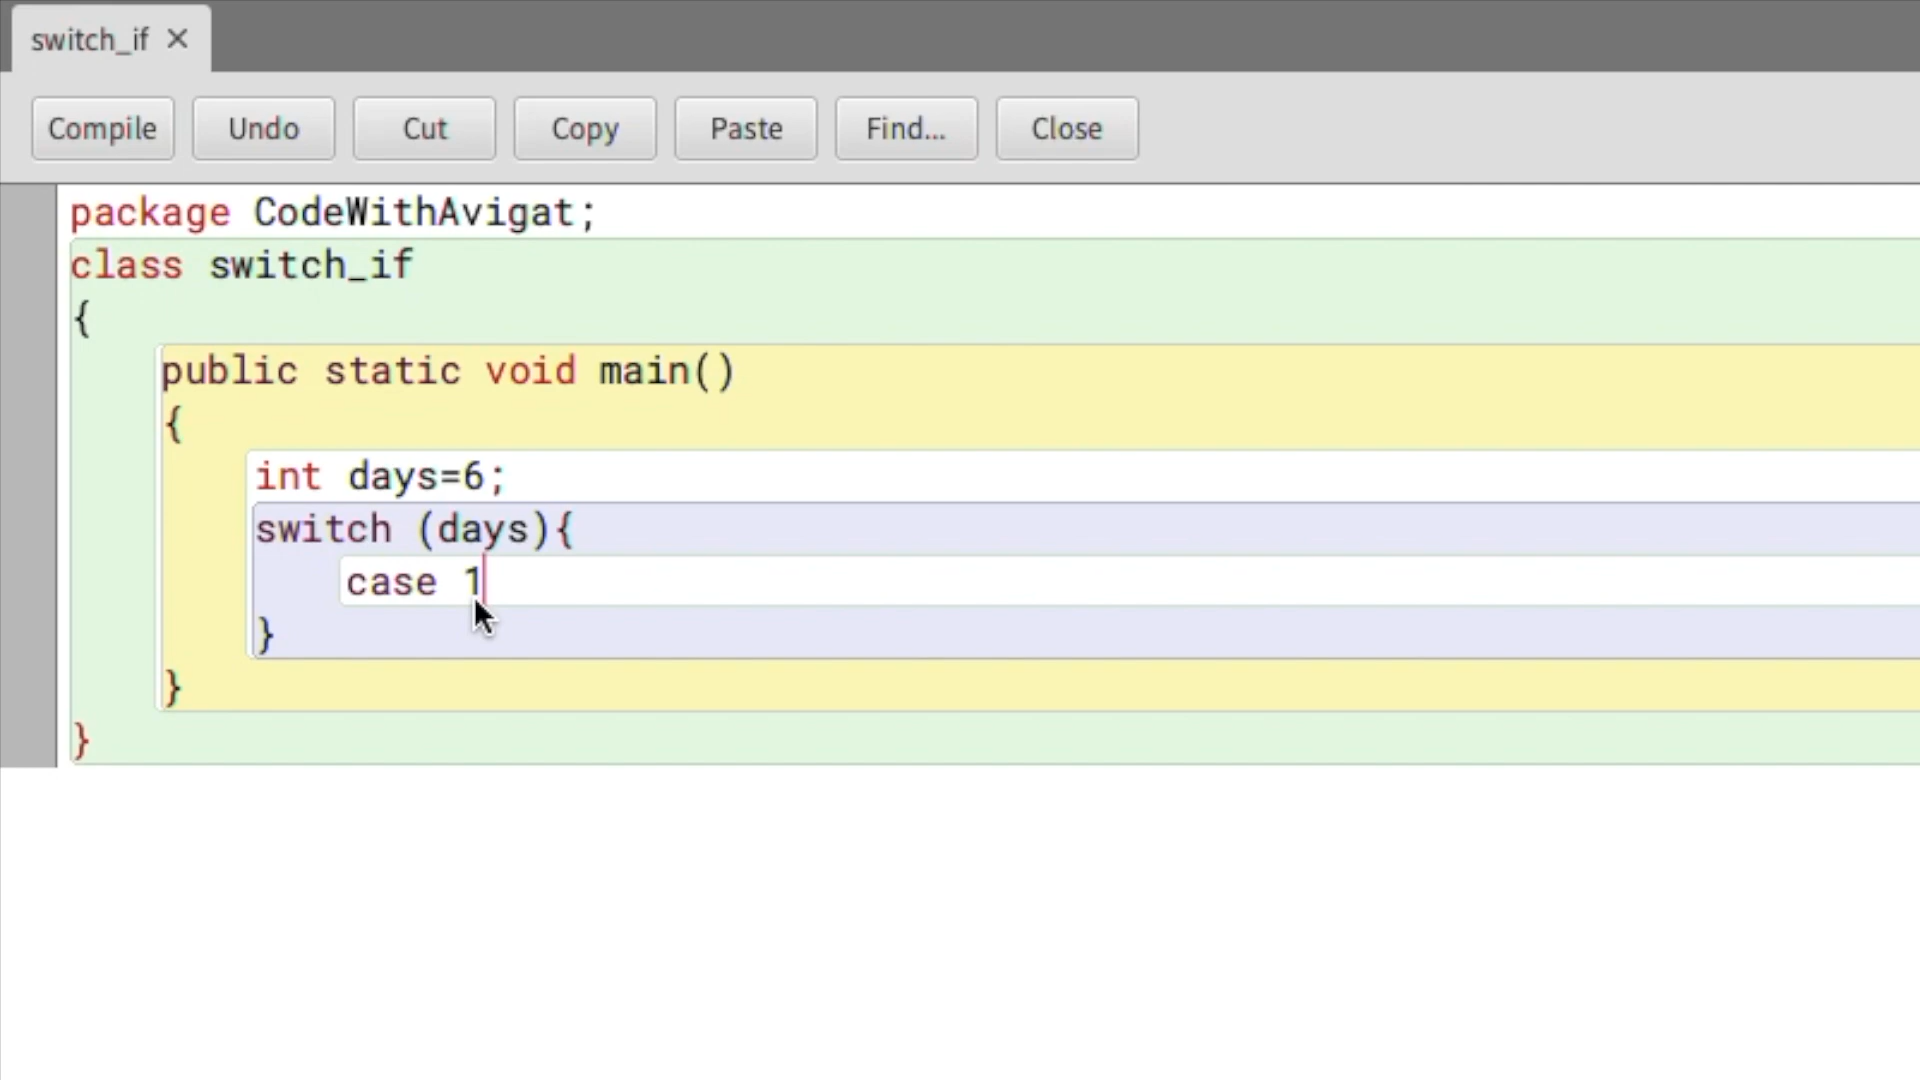 switch_if ×
Compile Undo Cut Copy Paste Find... Close
package CodeWithAvigat;
class switch_if
{
public static void main()
{
int days=6;
switch (days){
case 1
}
}
}